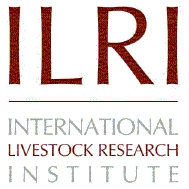 ILRI
INTERNATIONAL
LIVESTOCK RESEARCH
INSTITUTE